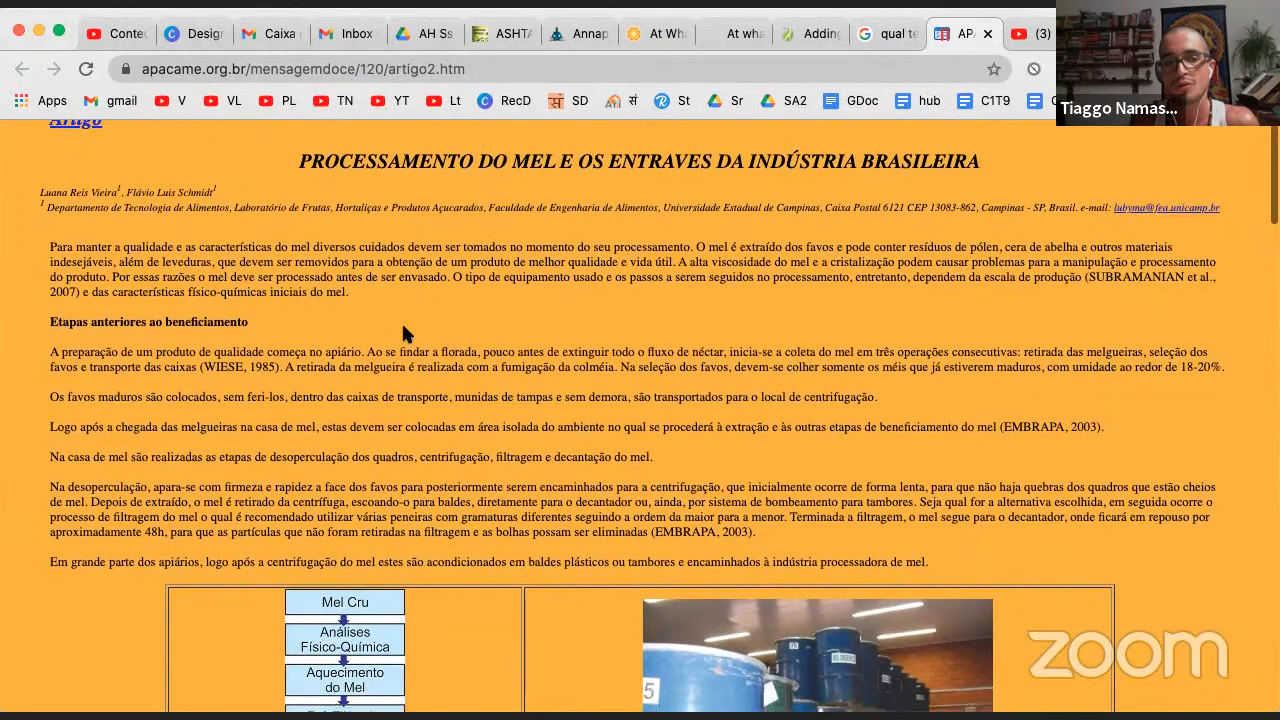 Conte
Desig
Caixa
Inbox
AH Ss
ASHTA
Annap
At Wh
At wha
Adding
qual te
APA
(3)
apacame.org.br/mensagemdoce/120/artigo2.htm
Apps
gmail
V
VL
PL
TN
YT
Lt
RecD
SD
सं
St
Sr
SA2
GDoc
hub
C1T9
Tiaggo Namas...
Artigo
PROCESSAMENTO DO MEL E OS ENTRAVES DA INDÚSTRIA BRASILEIRA
Luana Reis Vieira1, Flávio Luis Schmidt1
1 Departamento de Tecnologia de Alimentos, Laboratório de Frutas, Hortaliças e Produtos Açucarados, Faculdade de Engenharia de Alimentos, Universidade Estadual de Campinas, Caixa Postal 6121 CEP 13083-862, Campinas - SP, Brasil. e-mail: lubyma@fea.unicamp.br
Para manter a qualidade e as características do mel diversos cuidados devem ser tomados no momento do seu processamento. O mel é extraído dos favos e pode conter resíduos de pólen, cera de abelha e outros materiais
indesejáveis, além de leveduras, que devem ser removidos para a obtenção de um produto de melhor qualidade e vida útil. A alta viscosidade do mel e a cristalização podem causar problemas para a manipulação e processamento
do produto. Por essas razões o mel deve ser processado antes de ser envasado. O tipo de equipamento usado e os passos a serem seguidos no processamento, entretanto, dependem da escala de produção (SUBRAMANIAN et al.,
2007) e das características físico-químicas iniciais do mel.
Etapas anteriores ao beneficiamento
A preparação de um produto de qualidade começa no apiário. Ao se findar a florada, pouco antes de extinguir todo o fluxo de néctar, inicia-se a coleta do mel em três operações consecutivas: retirada das melgueiras, seleção dos
favos e transporte das caixas (WIESE, 1985). A retirada da melgueira é realizada com a fumigação da colméia. Na seleção dos favos, devem-se colher somente os méis que já estiverem maduros, com umidade ao redor de 18-20%.
Os favos maduros são colocados, sem feri-los, dentro das caixas de transporte, munidas de tampas e sem demora, são transportados para o local de centrifugação.
Logo após a chegada das melgueiras na casa de mel, estas devem ser colocadas em área isolada do ambiente no qual se procederá à extração e às outras etapas de beneficiamento do mel (EMBRAPA, 2003).
Na casa de mel são realizadas as etapas de desoperculação dos quadros, centrifugação, filtragem e decantação do mel.
Na desoperculação, apara-se com firmeza e rapidez a face dos favos para posteriormente serem encaminhados para a centrifugação, que inicialmente ocorre de forma lenta, para que não haja quebras dos quadros que estão cheios
de mel. Depois de extraído, o mel é retirado da centrífuga, escoando-o para baldes, diretamente para o decantador ou, ainda, por sistema de bombeamento para tambores. Seja qual for a alternativa escolhida, em seguida ocorre o
processo de filtragem do mel o qual é recomendado utilizar várias peneiras com gramaturas diferentes seguindo a ordem da maior para a menor. Terminada a filtragem, o mel segue para o decantador, onde ficará em repouso por
aproximadamente 48h, para que as partículas que não foram retiradas na filtragem e as bolhas possam ser eliminadas (EMBRAPA, 2003).
Em grande parte dos apiários, logo após a centrifugação do mel estes são acondicionados em baldes plásticos ou tambores e encaminhados à indústria processadora de mel.
Mel Cru
Análises
Físico-Química
Aquecimento
do Mel
5
zoom